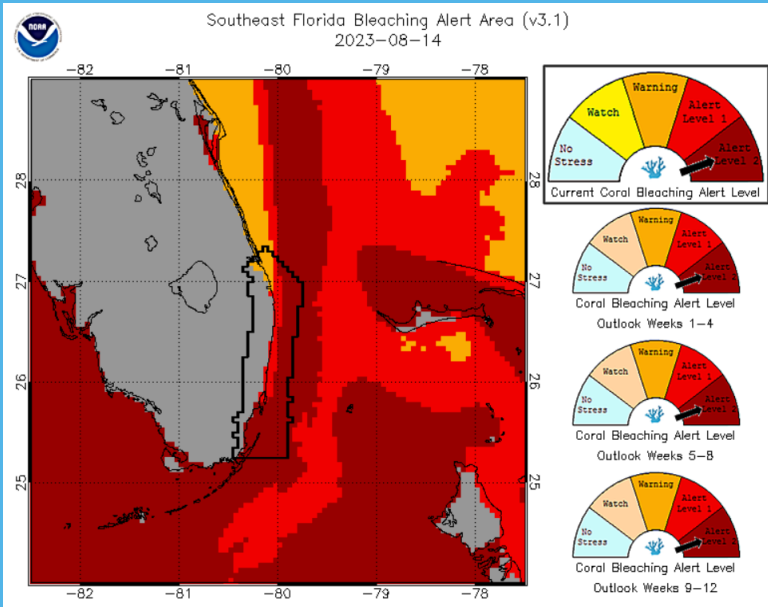 Southeast Florida Bleaching Alert Area (v3.1)
2023-08-14
NOAA
-82 -81 -80 -79 -78
28 28
27 27
26 26
25 25
-82 -81 -80 -79 -78
No Stress
Watch
Warning
Alert Level 1
Alert Level 2
Current Coral Bleaching Alert Level
No Stress
Watch
Warning
Alert Level 1
Alert Level 2
Coral Bleaching Alert Level
Outlook Weeks 1-4
No Stress
Watch
Warning
Alert Level 1
Alert Level 2
Coral Bleaching Alert Level
Outlook Weeks 5-8
No Stress
Watch
Warning
Alert Level 1
Alert Level 2
Coral Bleaching Alert Level
Outlook Weeks 9-12